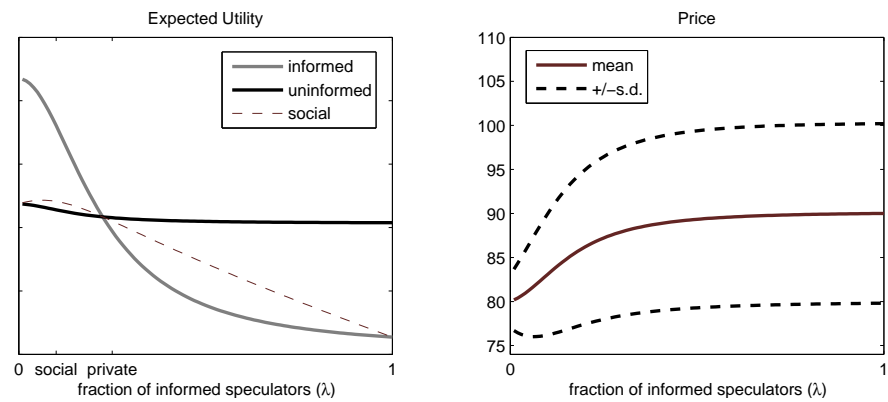 Expected Utility
informed
uninformed
social
0 social private 1
fraction of informed speculators (λ)
Price
110
105
100
95
90
85
80
75
mean
+/−s.d.
0 1
fraction of informed speculators (λ)